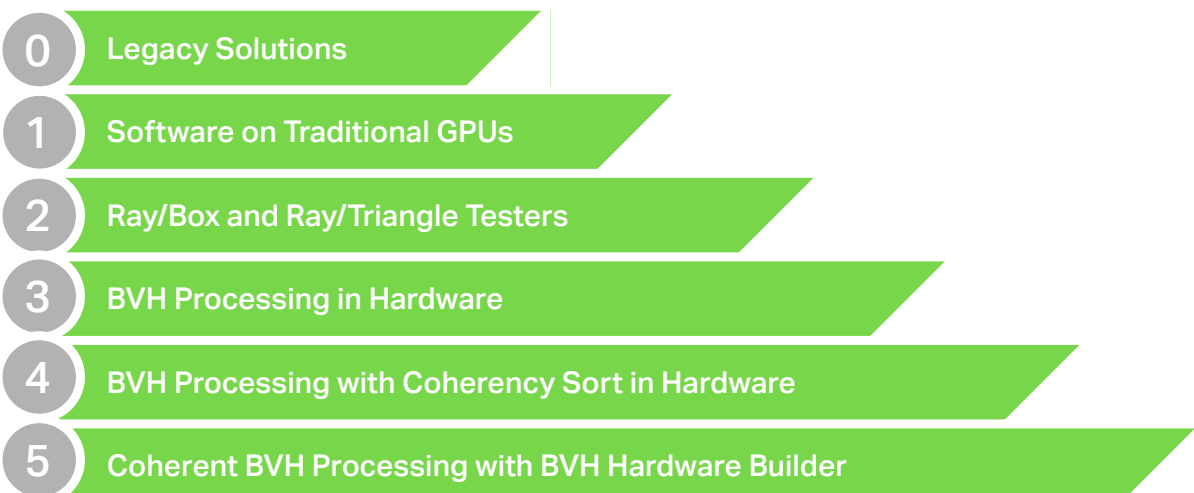 0 Legacy Solutions
1 Software on Traditional GPUs
2 Ray/Box and Ray/Triangle Testers
3 BVH Processing in Hardware
4 BVH Processing with Coherency Sort in Hardware
5 Coherent BVH Processing with BVH Hardware Builder